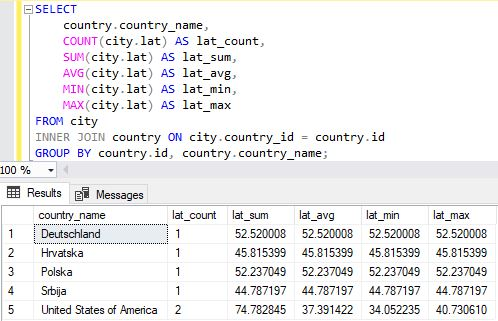 SELECT
country.country_name,
COUNT(city.lat) AS lat_count,
SUM(city.lat) AS lat_sum,
AVG(city.lat) AS lat_avg,
MIN(city.lat) AS lat_min,
MAX(city.lat) AS lat_max
FROM city
INNER JOIN country ON city.country_id = country.id
GROUP BY country.id, country.country_name;
100 %
Results Messages
country_name lat_count lat_sum lat_avg lat_min lat_max
1 Deutschland 1 52.520008 52.520008 52.520008 52.520008
2 Hrvatska 1 45.815399 45.815399 45.815399 45.815399
3 Polska 1 52.237049 52.237049 52.237049 52.237049
4 Srbija 1 44.787197 44.787197 44.787197 44.787197
5 United States of America 2 74.782845 37.391422 34.052235 40.730610